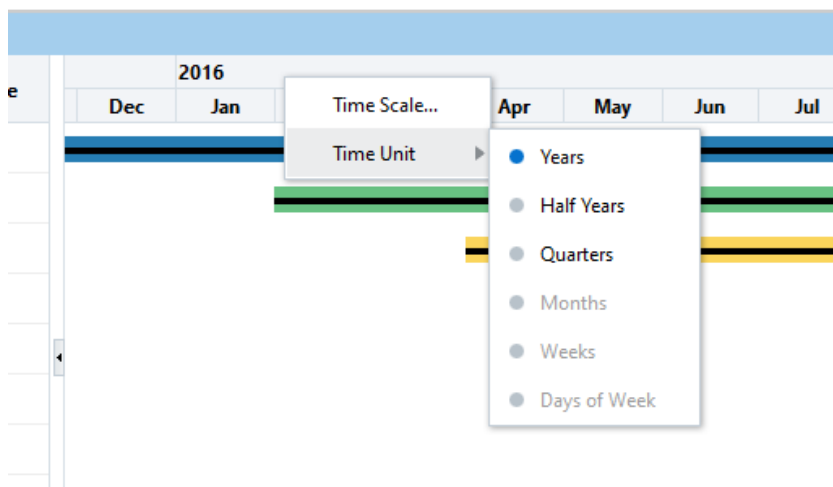 2016
e
Dec
Jan
Time Scale...
Apr
May
Jun
Jul
Time Unit
Years
Half Years
Quarters
Months
Weeks
Days of Week